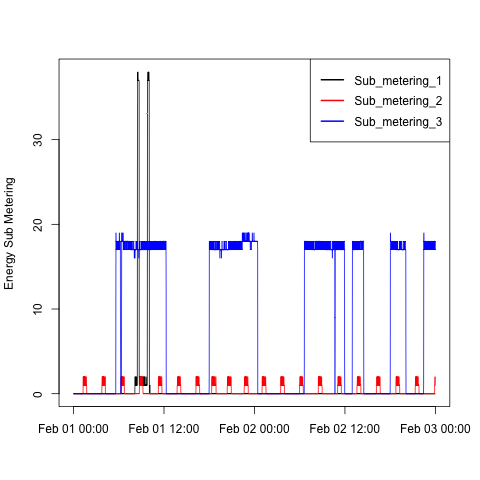 Sub_metering_1
Sub_metering_2
Sub_metering_3
Energy Sub Metering
30
20
10
0
Feb 01 00:00 Feb 01 12:00 Feb 02 00:00 Feb 02 12:00 Feb 03 00:00